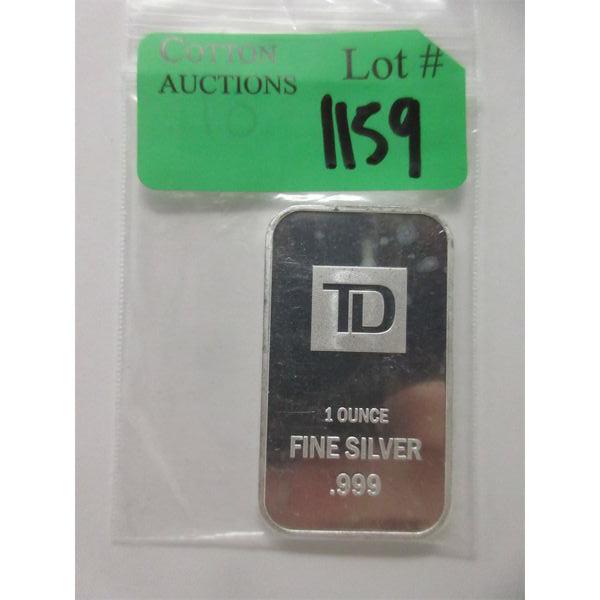 COTTON
AUCTIONS
Lot #
1159
TD
1 OUNCE
FINE SILVER
.999